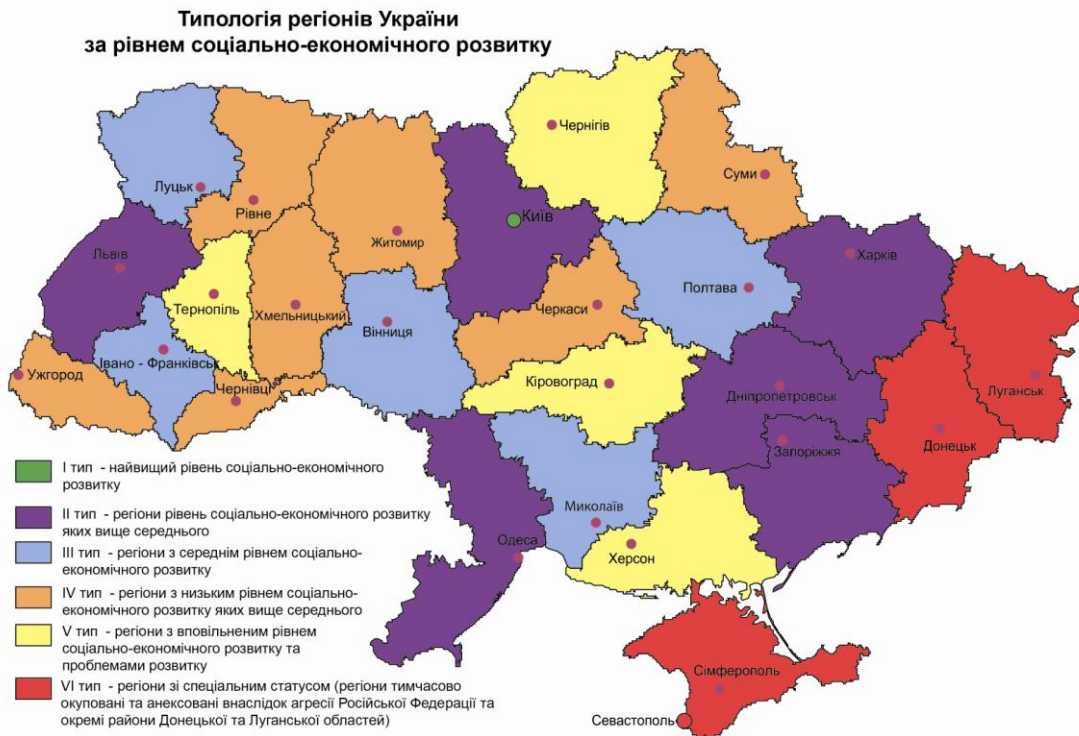 Типологія регіонів України
за рівнем соціально-економічного розвитку
Чернігів
Суми
Луцьк
Рівне
Київ
Житомир
Харків
Львів
Полтава
Тернопіль
Хмельницький
Черкаси
Вінниця
Івано - Франківськ
Ужгород
Чернівці
Кіровоград
Дніпропетровськ
Луганськ
Донецьк
Запоріжжя
Миколаїв
Одеса
Херсон
Сімферополь
Севастополь
І тип - найвищий рівень соціально-економічного
розвитку
ІІ тип - регіони рівень соціально-економічного розвитку
яких вище середнього
ІІІ тип - регіони з середнім рівнем соціально-
економічного розвитку
IV тип - регіони з низьким рівнем соціально-
економічного розвитку яких вище середнього
V тип - регіони з вповільненим рівнем
соціально-економічного розвитку та
проблемами розвитку
VI тип - регіони зі спеціальним статусом (регіони тимчасово
окуповані та анексовані внаслідок агресії Російської Федерації та
окремі райони Донецької та Луганської областей)